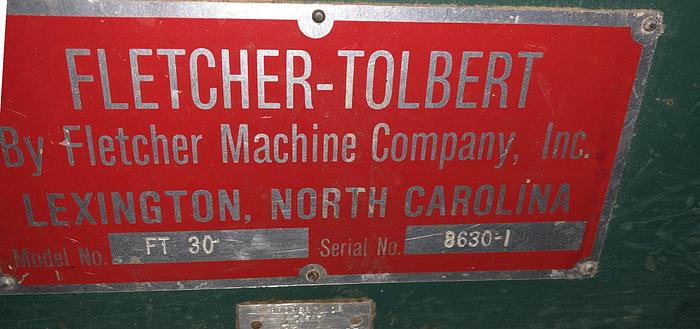 FLETCHER-TOLBERT
By Fletcher Machine Company, Inc.
LEXINGTON, NORTH CAROLINA
Model No. FT 30 Serial No. 8630-1